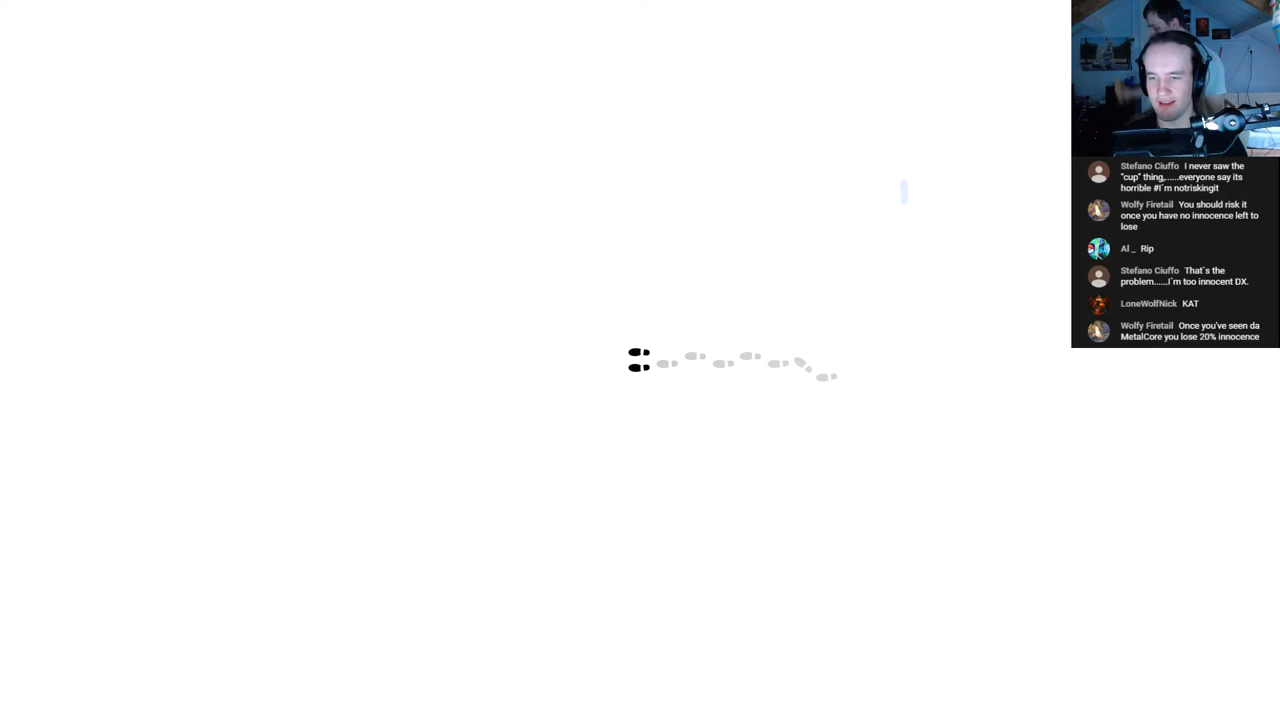 Stefano Ciuffo I never saw the
"cup" thing,......everyone say its
horrible #I`m notriskingit
Wolfy Firetail You should risk it
once you have no innocence left to
lose
Al _ Rip
Stefano Ciuffo That`s the
problem......I`m too innocent DX.
LoneWolfNick KAT
Wolfy Firetail Once you've seen da
MetalCore you lose 20% innocence